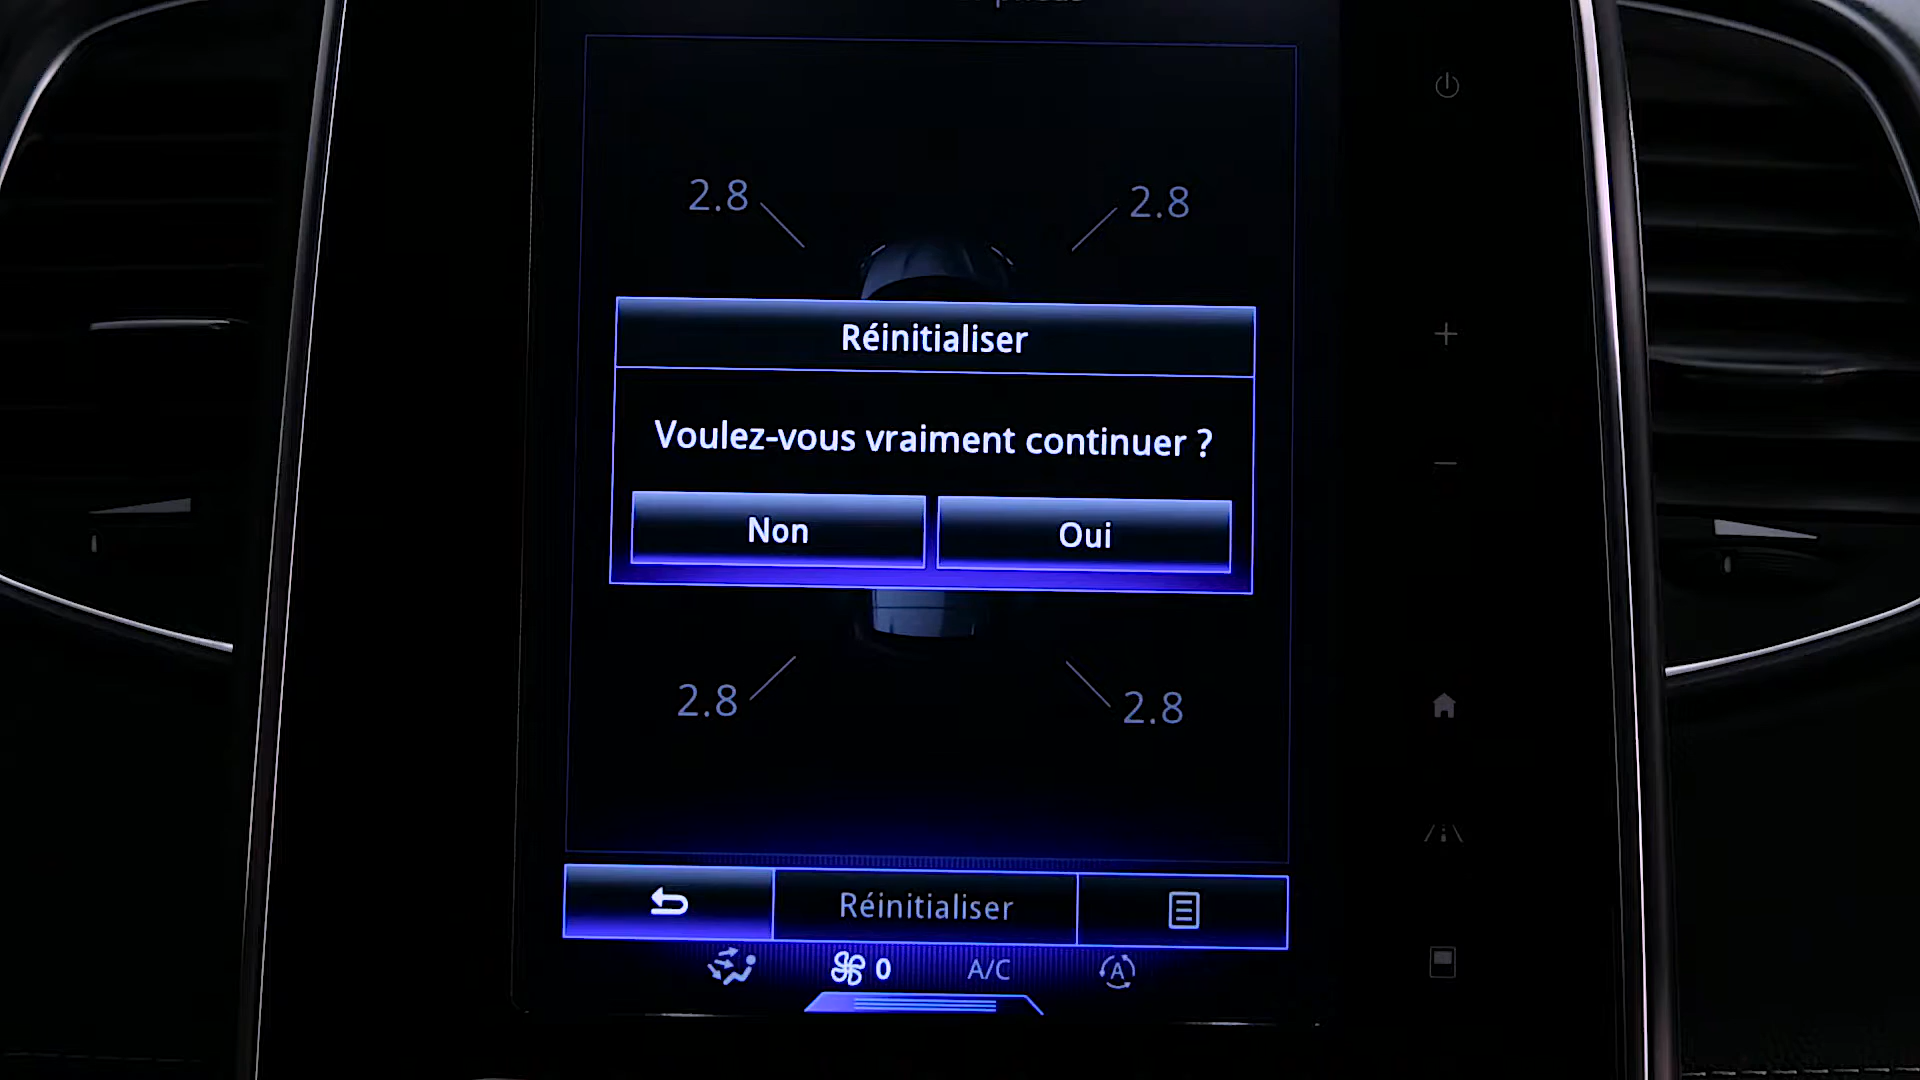 2.8
2.8
Réinitialiser
Voulez-vous vraiment continuer ?
Non
Oui
2.8
2.8
Réinitialiser
0
A/C
A